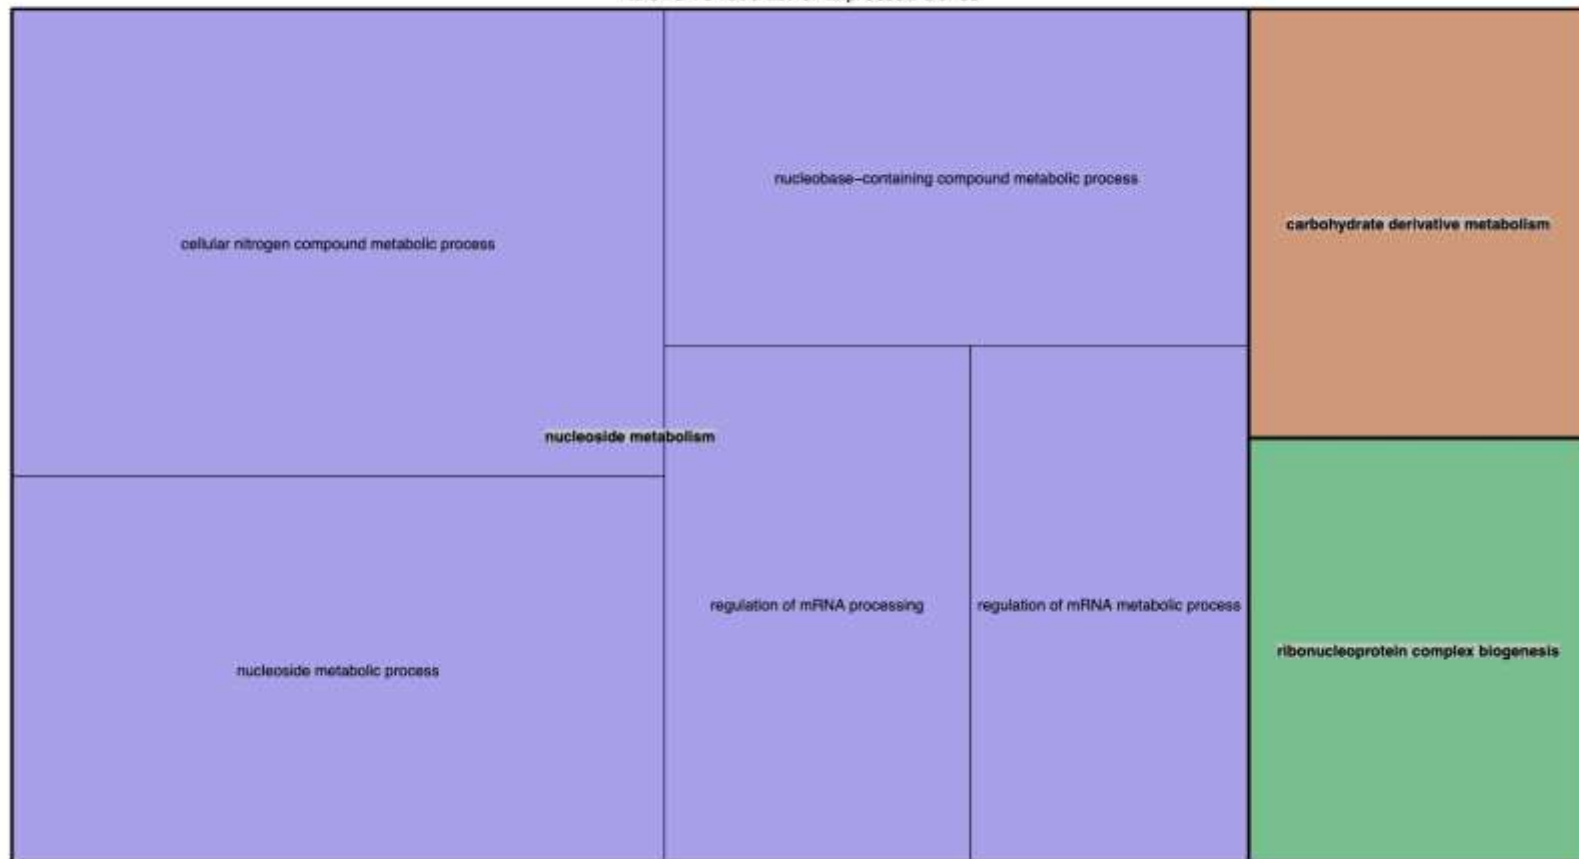 nucleobase−containing compound metabolic process
carbohydrate derivative metabolism
cellular nitrogen compound metabolic process
nucleoside metabolism
regulation of mRNA processing
regulation of mRNA metabolic process
ribonucleoprotein complex biogenesis
nucleoside metabolic process